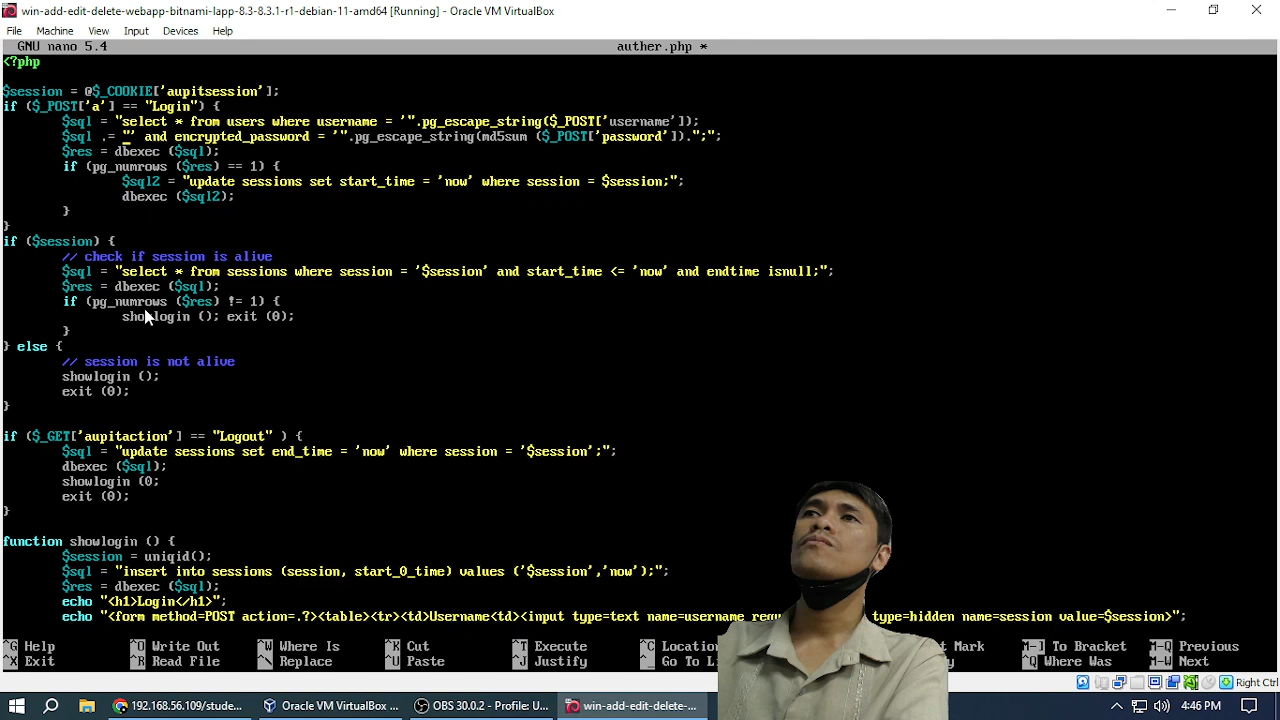 win-add-edit-delete-webapp-bitnami-lapp-8.3-8.3.1-r1-debian-11-amd64 [Running] - Oracle VM VirtualBox
File Machine View Input Devices Help
GNU nano 5.4 auther.php *
<?php
$session = @$_COOKIE['aupitsession'];
if ($_POST['a'] == "Login") {
$sql = "select * from users where username = '".pg_escape_string($_POST['username']);
$sql .= "' and encrypted_password = '".pg_escape_string(md5sum ($_POST['password']).";";
$res = dbexec ($sql);
if (pg_numrows ($res) == 1) {
$sql2 = "update sessions set start_time = 'now' where session = $session;";
dbexec ($sql2);
}
}
if ($session) {
// check if session is alive
$sql = "select * from sessions where session = '$session' and start_time <= 'now' and endtime isnull;";
$res = dbexec ($sql);
if (pg_numrows ($res) != 1) {
showlogin (); exit (0);
}
} else {
// session is not alive
showlogin ();
exit (0);
}
if ($_GET['aupitaction'] == "Logout" ) {
$sql = "update sessions set end_time = 'now' where session = '$session';";
dbexec ($sql);
showlogin (0;
exit (0);
}
function showlogin () {
$session = uniqid();
$sql = "insert into sessions (session, start_0_time) values ('$session','now');";
$res = dbexec ($sql);
echo "<h1>Login</h1>";
echo "<form method=POST action=.?><table><tr><td>Username<td><input type=text name=username type=hidden name=session value=$session>";
^G Help ^O Write Out ^W Where Is ^K Cut ^T Execute ^C Mark M-I To Bracket M-Q Previous
^X Exit ^R Read File ^\ Replace ^U Paste ^J Justify ^_ Go To ^Q Where Was M-W Next
Right Ctrl
192.168.56.109/stude... Oracle VM VirtualBox ... OBS 30.0.2 - Profile: U... win-add-edit-delete-... 4:46 PM